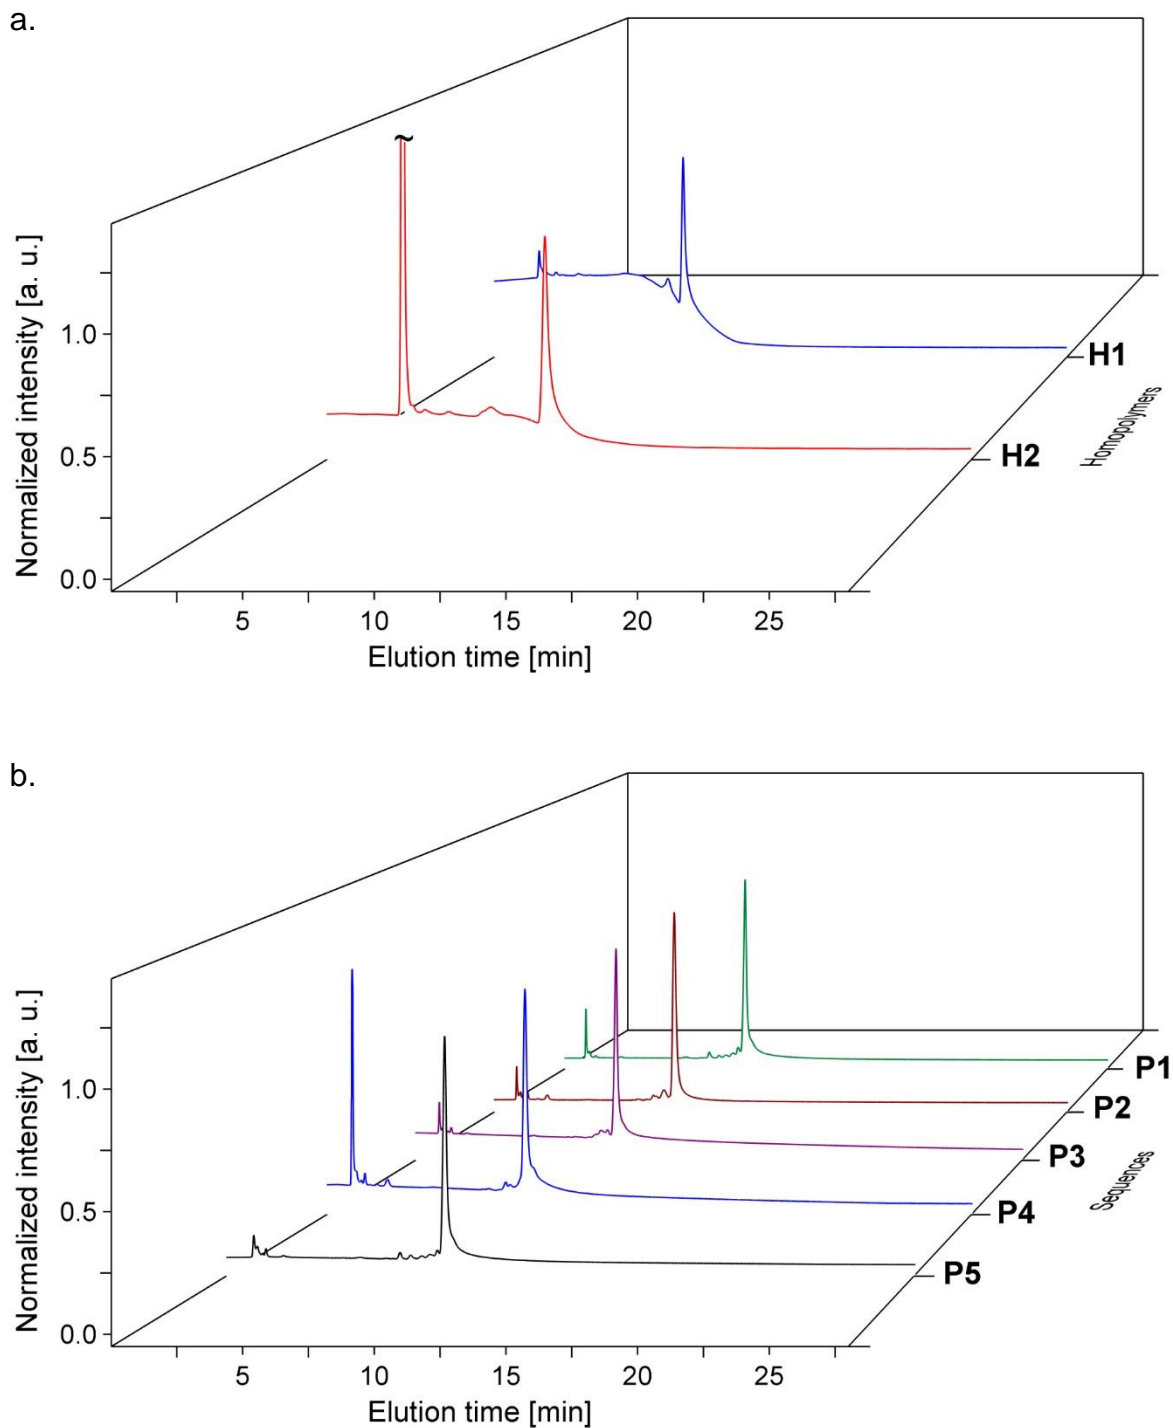 a.
Normalized intensity [a. u.]
1.0
0.5
0.0
5 10 15 20 25
Elution time [min]
~
H1
H2
Homopolymers
b.
Normalized intensity [a. u.]
1.0
0.5
0.0
5 10 15 20 25
Elution time [min]
P1
P2
P3
P4
P5
Sequences